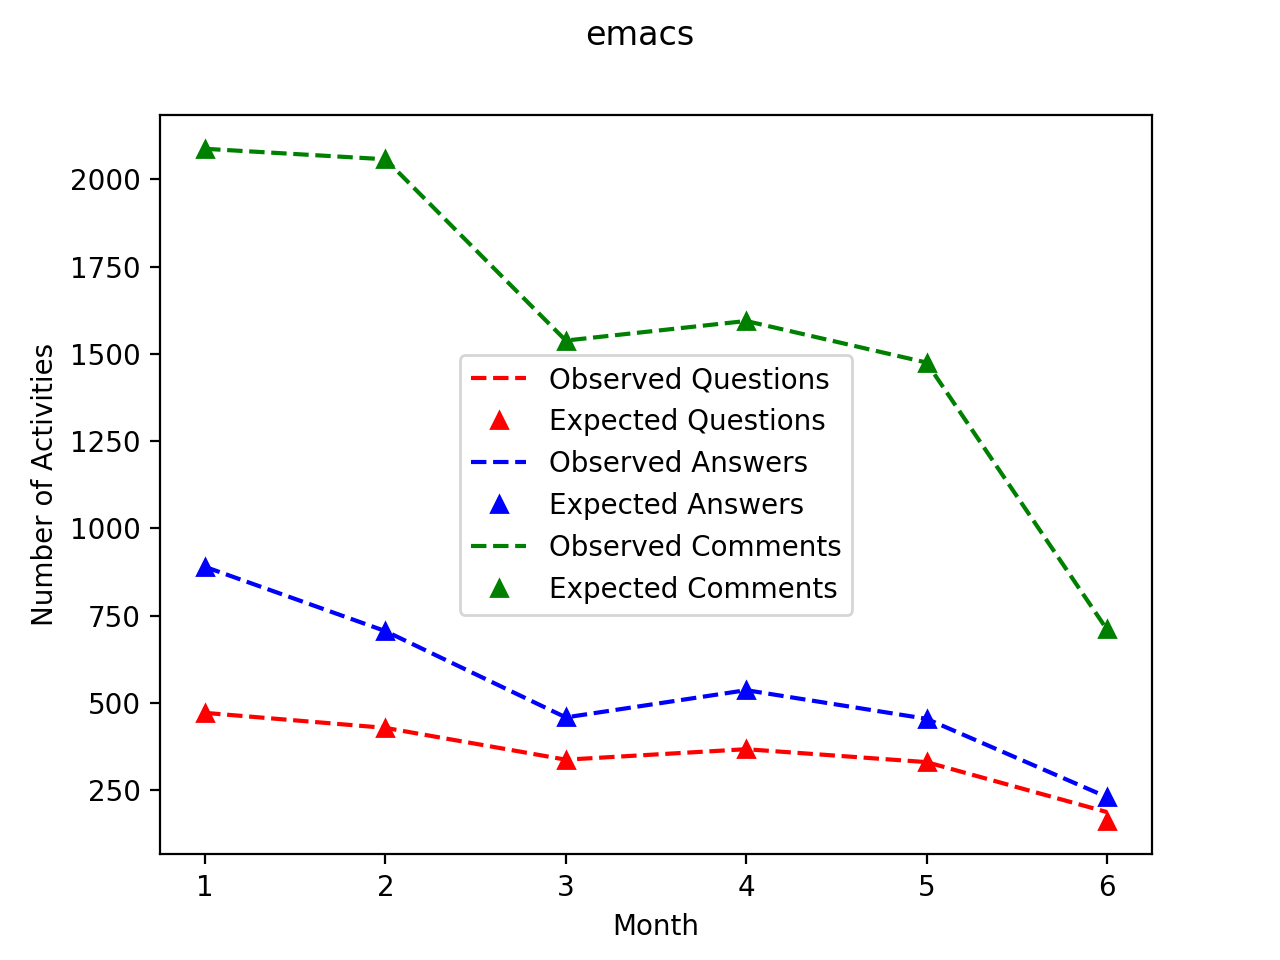 emacs
2000
1750
1500
1250
1000
750
500
250
Number of Activities
Observed Questions
Expected Questions
Observed Answers
Expected Answers
Observed Comments
Expected Comments
1 2 3 4 5 6
Month